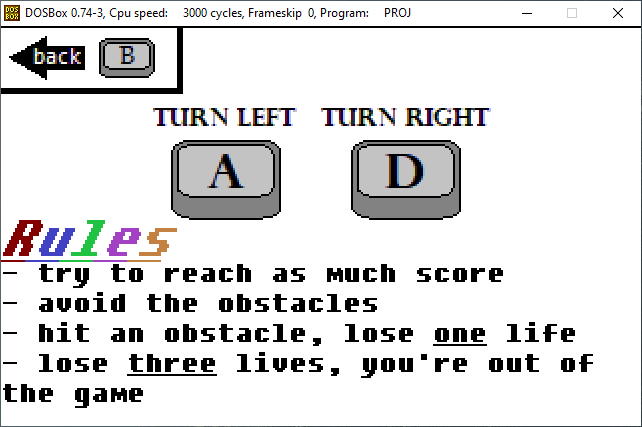 DOSBox 0.74-3, Cpu speed: 3000 cycles, Frameskip 0, Program: PROJ
back B
TURN LEFT TURN RIGHT
A D
Rules
- try to reach as much score
- avoid the obstacles
- hit an obstacle, lose one life
- lose three lives, you're out of
the game